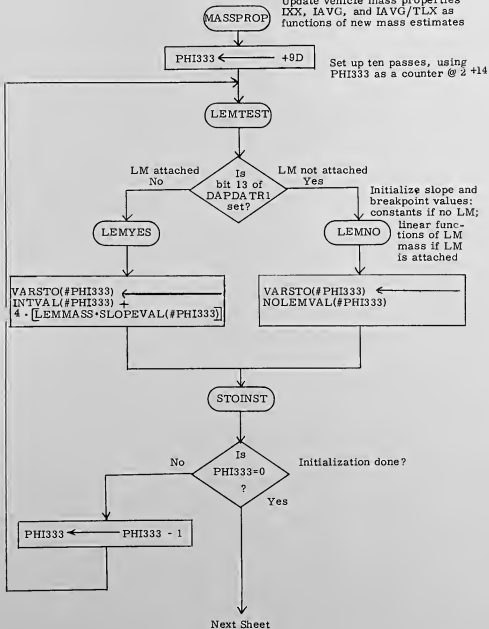 Update vehicle mass properties
IXX, IAVG, and IAVG/TLX as
functions of new mass estimates
MASSPROP
PHI333 ← +9D
Set up ten passes, using
PHI333 as a counter @ 2 +14
LEMTEST
LM attached
No
Is
bit 13 of
DAPDATR1
set?
LM not attached
Yes
Initialize slope and
breakpoint values:
constants if no LM;
linear func-
tions of LM
mass if LM
is attached
LEMYES
LEMNO
VARSTO(#PHI333) ←
INTVAL(#PHI333) +
4 · [LEMMASS·SLOPEVAL(#PHI333)]
VARSTO(#PHI333) ←
NOLEMVAL(#PHI333)
STOINST
No
Is
PHI333=0
?
Yes
Initialization done?
PHI333 ← PHI333 - 1
Next Sheet